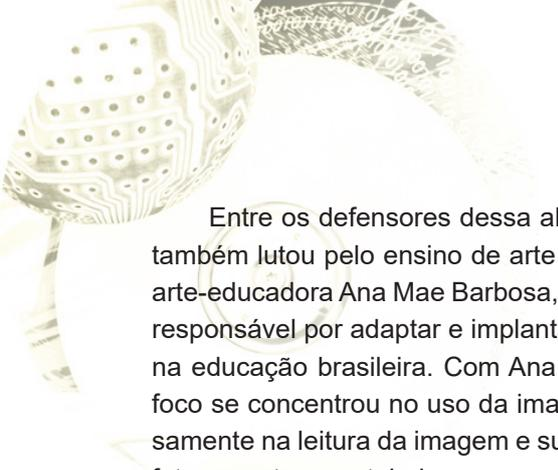 Entre os defensores dessa
também lutou pelo ensino de arte
arte-educadora Ana Mae Barbosa,
responsável por adaptar e
na educação brasileira. Com Ana
foco se concentrou no uso da
samente na leitura da imagem e